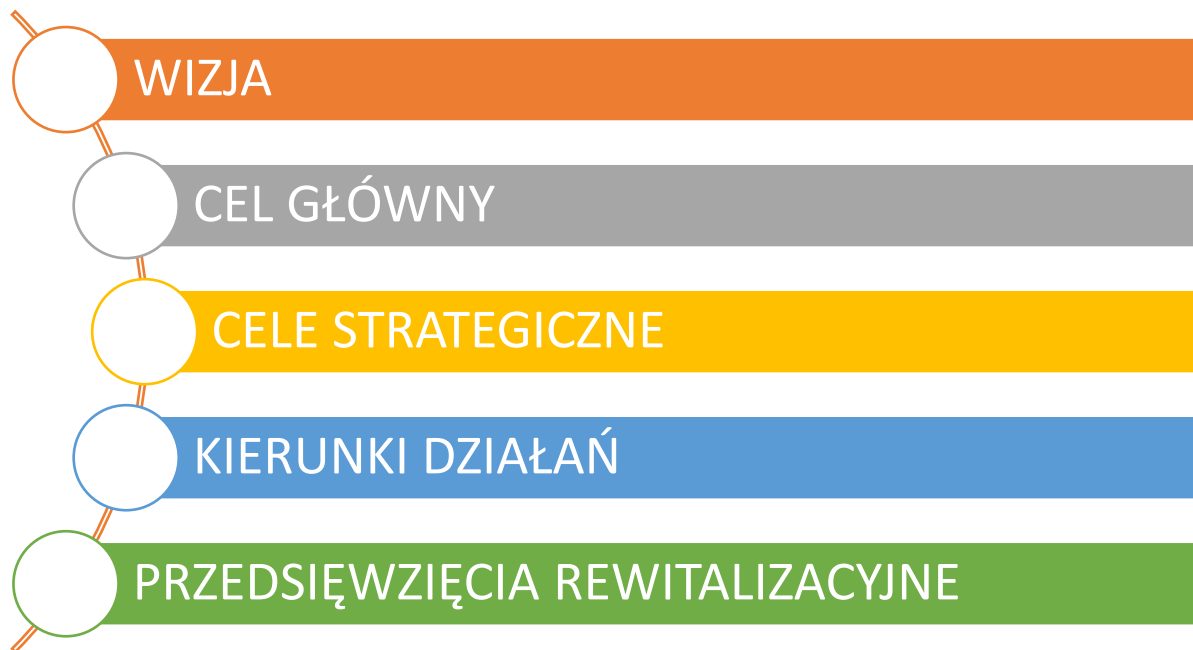 WIZJA
CEL GŁÓWNY
CELE STRATEGICZNE
KIERUNKI DZIAŁAŃ
PRZEDSIĘWZIĘCIA REWITALIZACYJNE